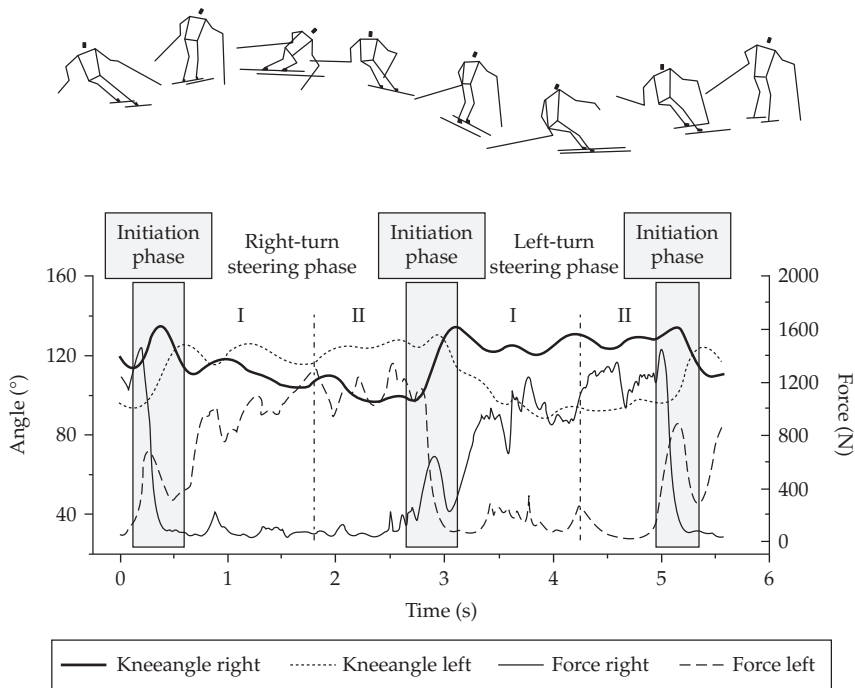 Initiation
phase
Right-turn
steering phase
Initiation
phase
Left-turn
steering phase
Initiation
phase
I
II
I
II
160
120
80
40
Angle (°)
2000
1600
1200
800
400
0
Force (N)
0 1 2 3 4 5 6
Time (s)
Kneeangle right Kneeangle left Force right Force left